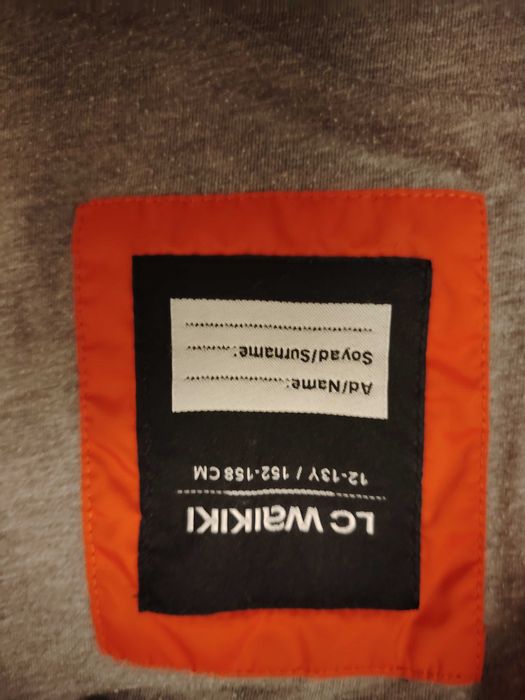 LC WAIKIKI
12-13Y / 152-158 CM
Ad/Name:........................
Soyad/Surname:................
........................................